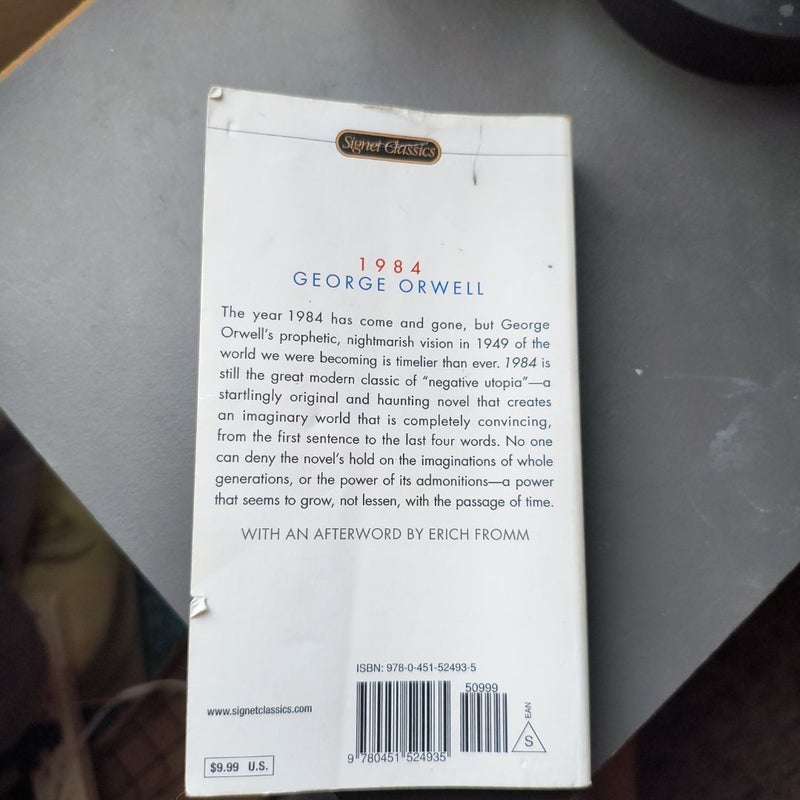 Signet Classics
1984
GEORGE ORWELL
The year 1984 has come and gone, but George
Orwell's prophetic, nightmarish vision in 1949 of the
world we were becoming is timelier than ever. 1984 is
still the great modern classic of "negative utopia"—a
startlingly original and haunting novel that creates
an imaginary world that is completely convincing,
from the first sentence to the last four words. No one
can deny the novel's hold on the imaginations of whole
generations, or the power of its admonitions—a power
that seems to grow, not lessen, with the passage of time.
WITH AN AFTERWORD BY ERICH FROMM
ISBN: 978-0-451-52493-5
50999
EAN
S
www.signetclassics.com
9 780451 524935
$9.99 U.S.